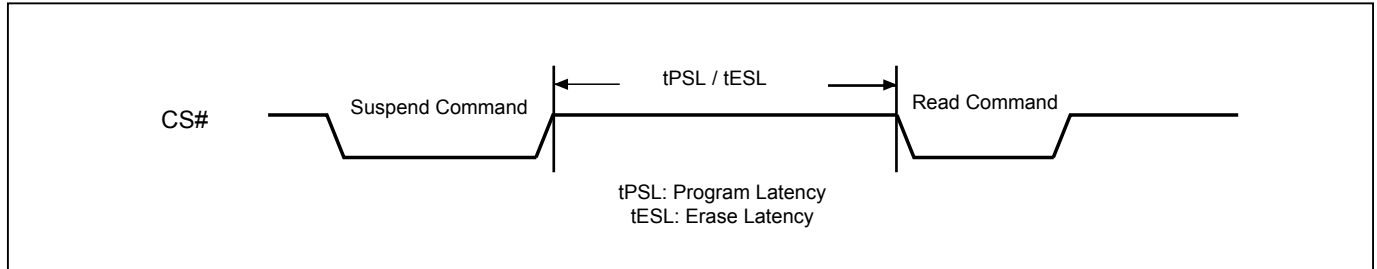 tPSL / tESL
Suspend Command
Read Command
CS#
tPSL: Program Latency
tESL: Erase Latency